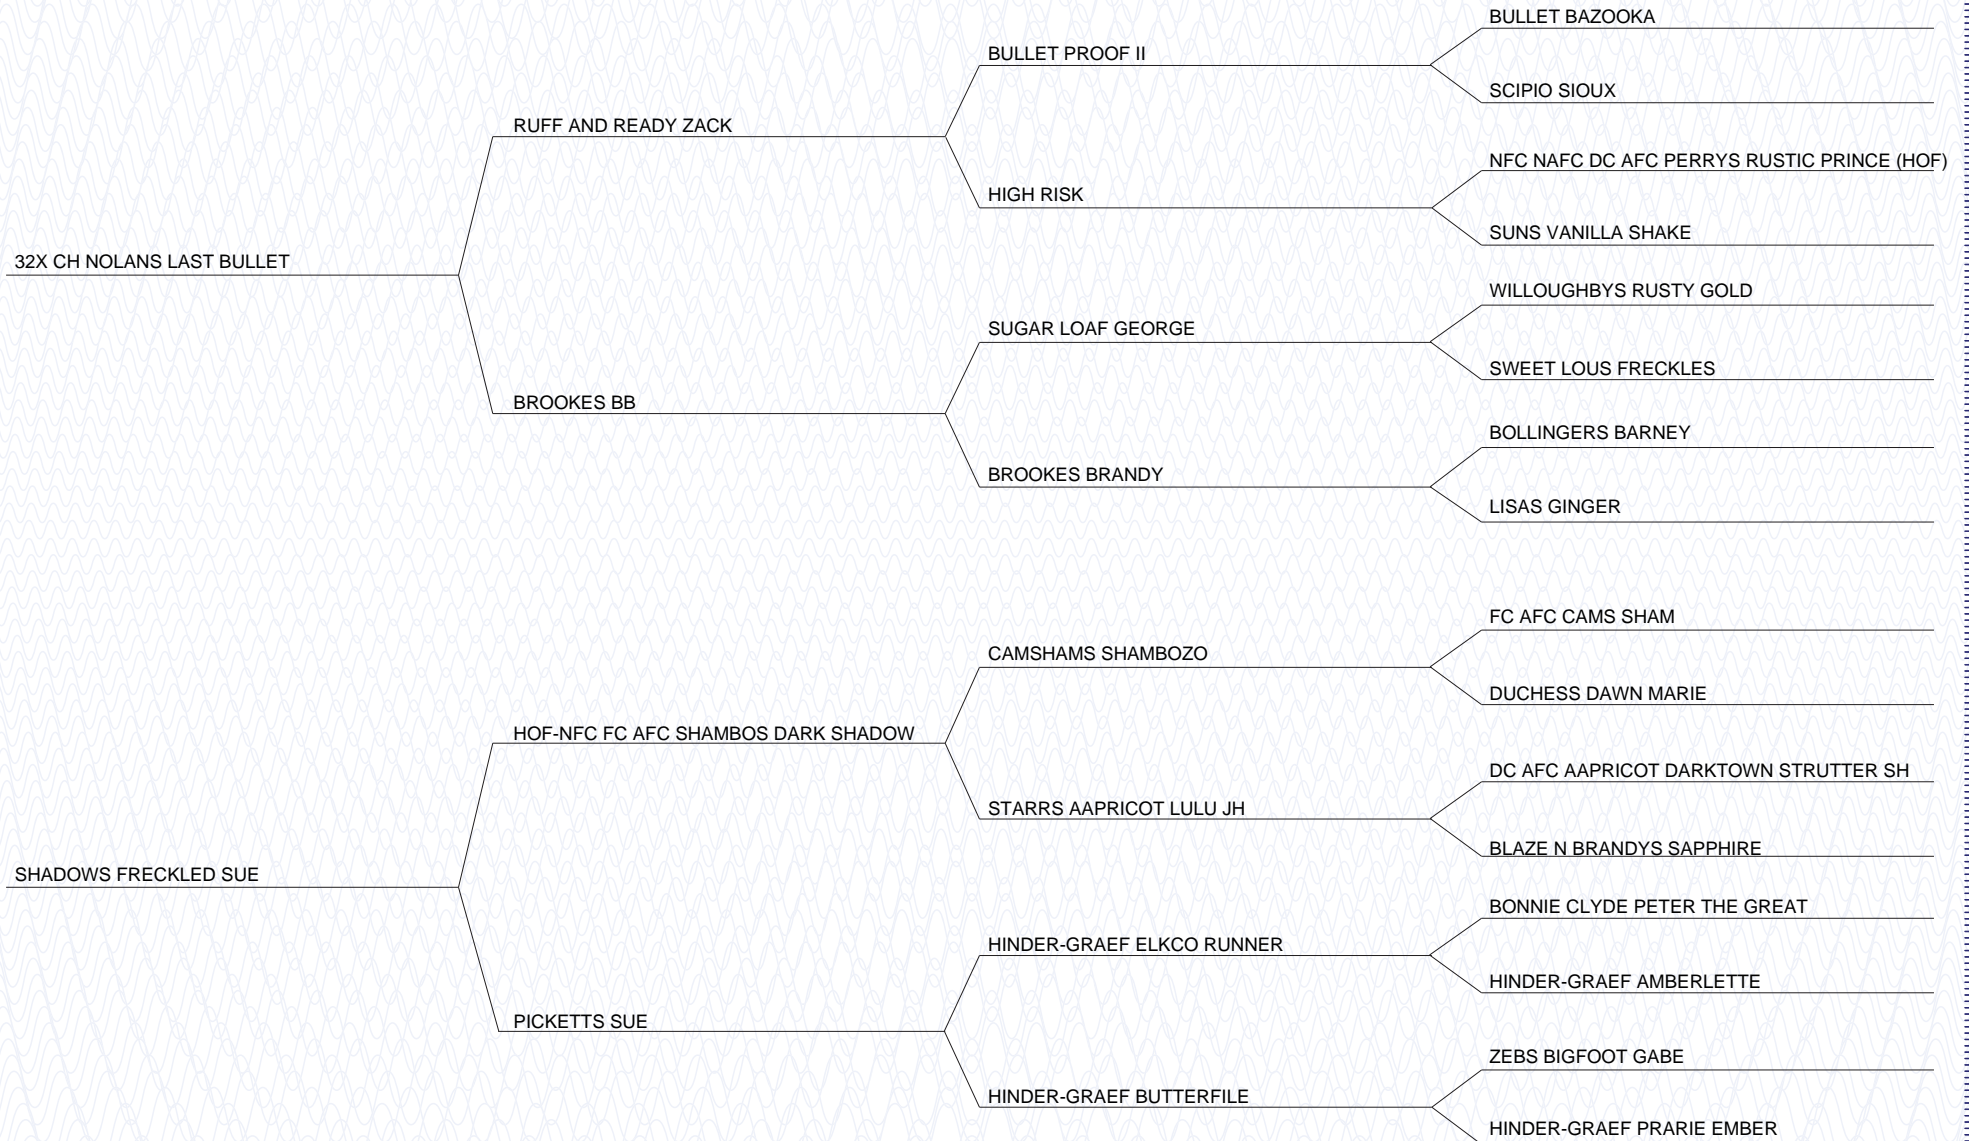 BULLET BAZOOKA
BULLET PROOF II
SCIPIO SIOUX
RUFF AND READY ZACK
NFC NAFC DC AFC PERRYS RUSTIC PRINCE (HOF)
HIGH RISK
SUNS VANILLA SHAKE
32X CH NOLANS LAST BULLET
WILLOUGHBYS RUSTY GOLD
SUGAR LOAF GEORGE
SWEET LOUS FRECKLES
BROOKES BB
BOLLINGERS BARNEY
BROOKES BRANDY
LISAS GINGER
FC AFC CAMS SHAM
CAMSHAMS SHAMBOZO
DUCHESS DAWN MARIE
HOF-NFC FC AFC SHAMBOS DARK SHADOW
DC AFC AAPRICOT DARKTOWN STRUTTER SH
STARRS AAPRICOT LULU JH
BLAZE N BRANDYS SAPPHIRE
SHADOWS FRECKLED SUE
BONNIE CLYDE PETER THE GREAT
HINDER-GRAEF ELKCO RUNNER
HINDER-GRAEF AMBERLETTE
PICKETTS SUE
ZEBS BIGFOOT GABE
HINDER-GRAEF BUTTERFILE
HINDER-GRAEF PRARIE EMBER